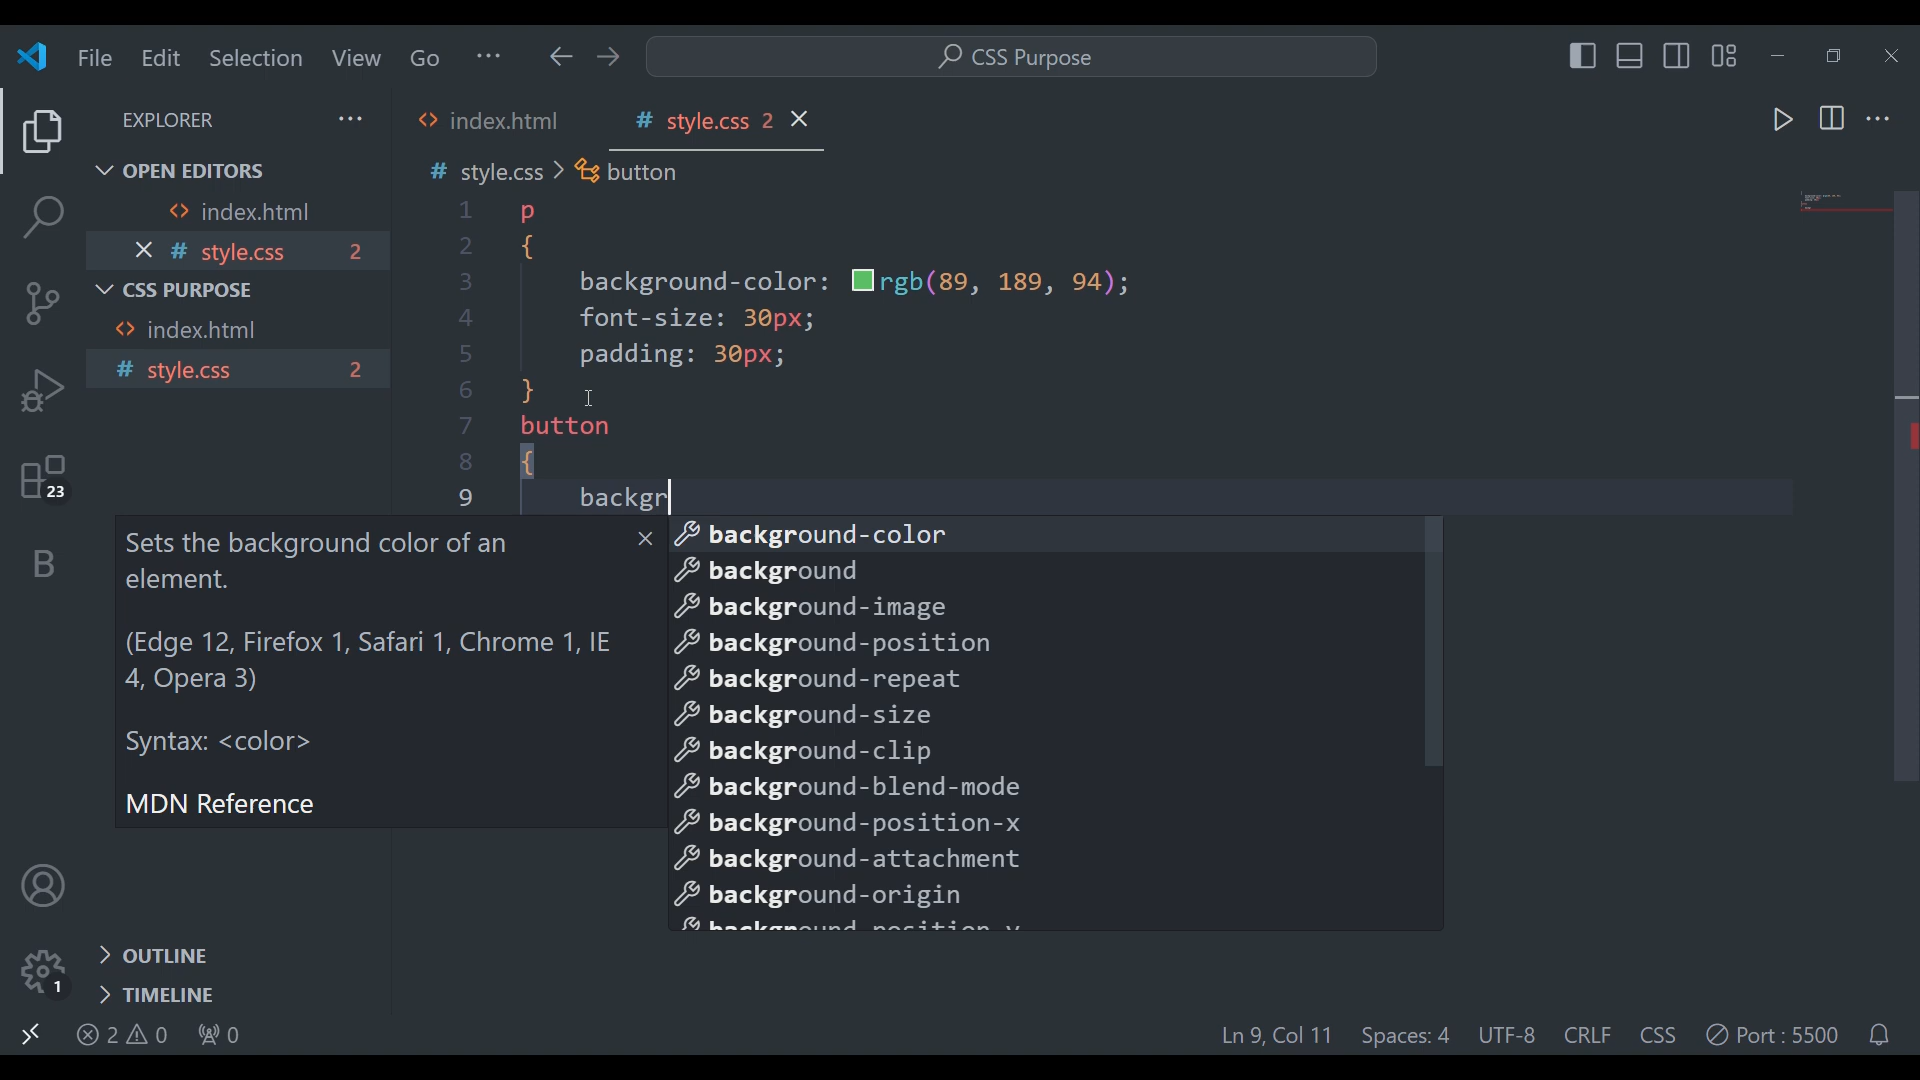 File Edit Selection View Go ··· CSS Purpose
EXPLORER ···
OPEN EDITORS
<> index.html
# style.css 2
CSS PURPOSE
<> index.html
# style.css 2
23
B
OUTLINE
TIMELINE
1
<> index.html # style.css 2
# style.css > button
1 p
2 {
3 background-color: rgb(89, 189, 94);
4 font-size: 30px;
5 padding: 30px;
6 }
7 button
8 {
9 backgr
Sets the background color of an
element.
(Edge 12, Firefox 1, Safari 1, Chrome 1, IE
4, Opera 3)
Syntax: <color>
MDN Reference
background-color
background
background-image
background-position
background-repeat
background-size
background-clip
background-blend-mode
background-position-x
background-attachment
background-origin
background-position-y
2 0 0 Ln 9, Col 11 Spaces: 4 UTF-8 CRLF CSS Port : 5500